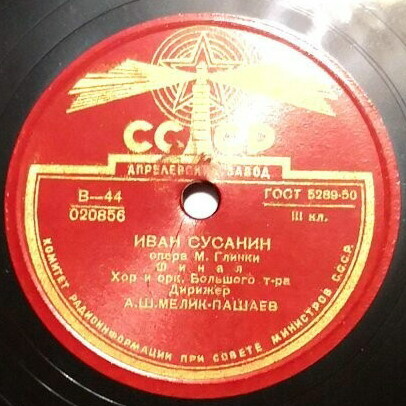 СССР
АПРЕЛЕВСКИЙ ЗАВОД
В—44
020856
ГОСТ 5289-50
III кл.
ИВАН СУСАНИН
опера М. Глинки
Финал
Хор и орк. Большого т-ра
Дирижер
А.Ш.МЕЛИК-ПАШАЕВ
КОМИТЕТ РАДИОИНФОРМАЦИИ ПРИ СОВЕТЕ МИНИСТРОВ С.С.С.Р.